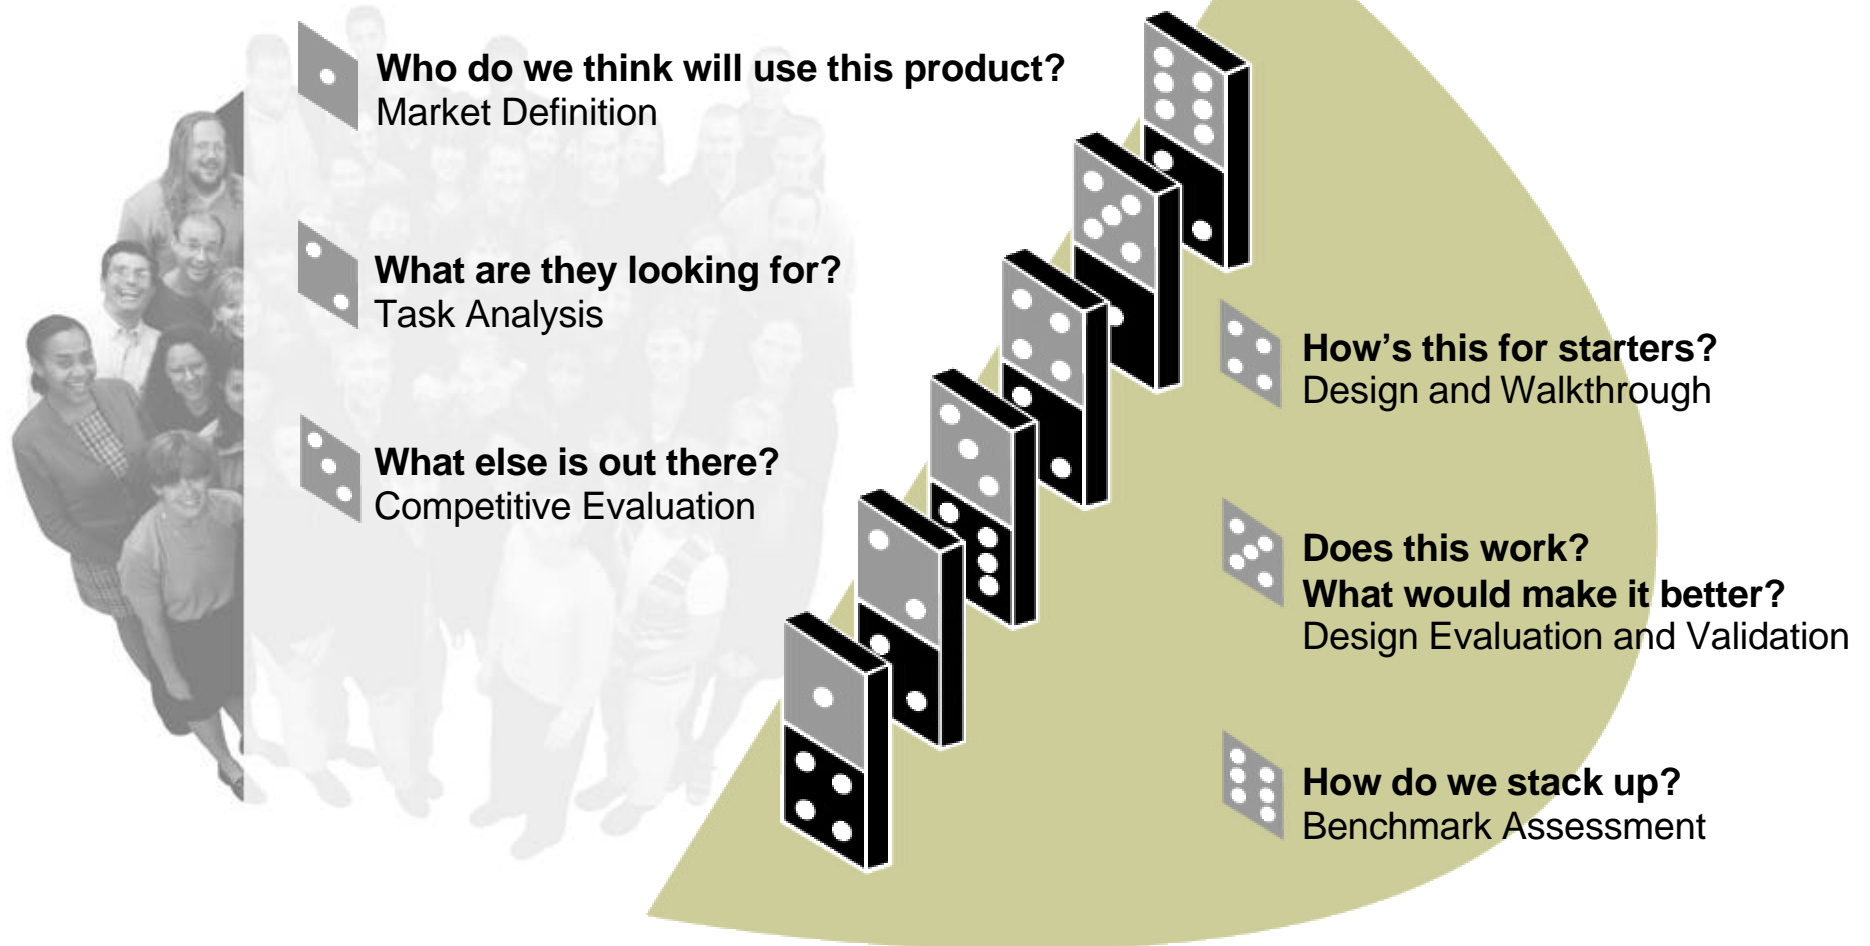 Who do we think will use this product?
Market Definition
What are they looking for?
Task Analysis
What else is out there?
Competitive Evaluation
How’s this for starters?
Design and Walkthrough
Does this work?
What would make it better?
Design Evaluation and Validation
How do we stack up?
Benchmark Assessment